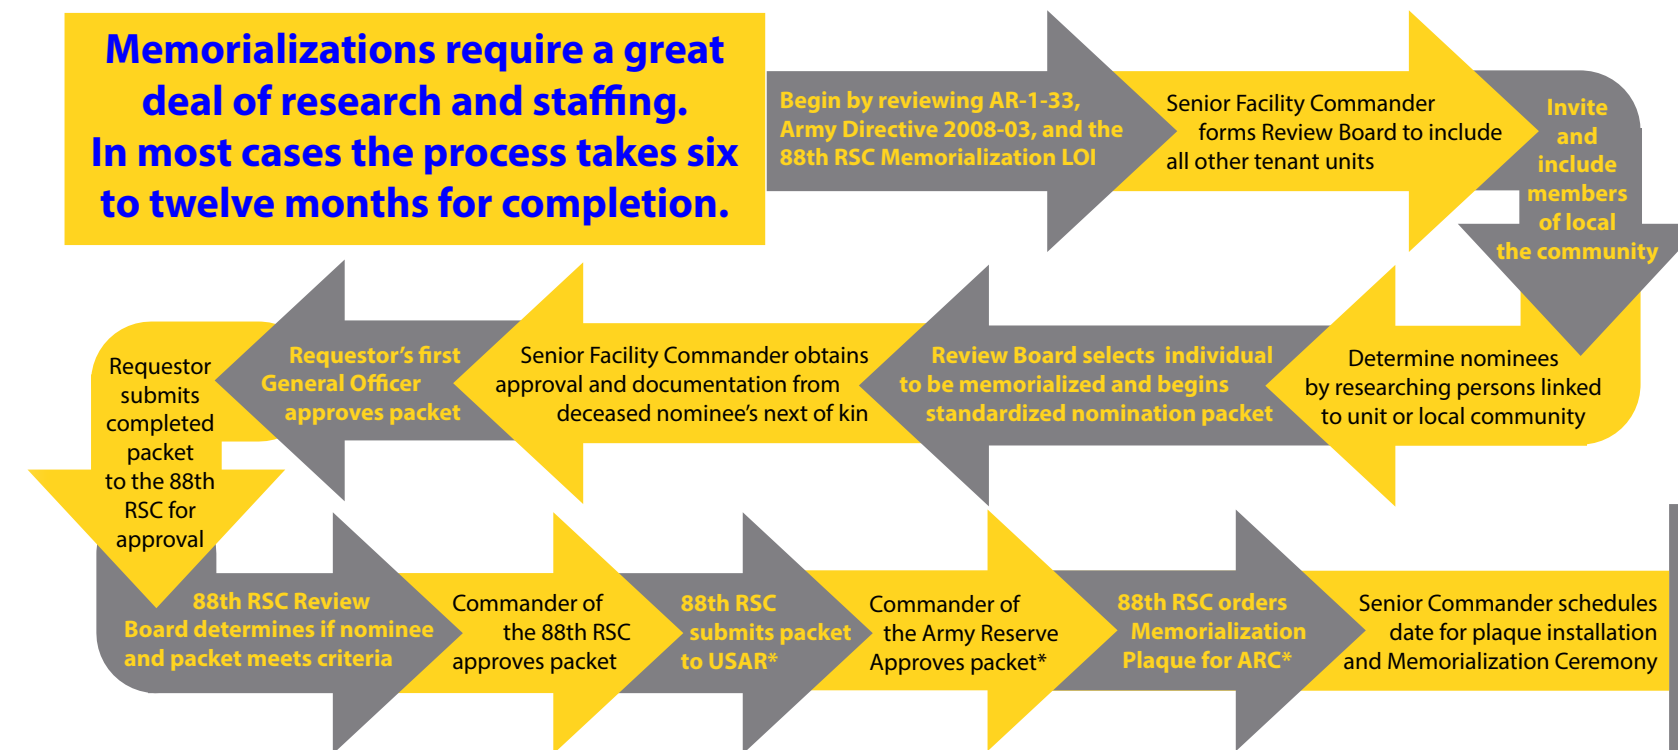 Memorializations require a great
deal of research and staffing.
In most cases the process takes six
to twelve months for completion.
Begin by reviewing AR-1-33,
Army Directive 2008-03, and the
88th RSC Memorialization LOI
Senior Facility Commander
forms Review Board to include
all other tenant units
Invite
and
include
members
of local
the community
Determine nominees
by researching persons linked
to unit or local community
Review Board selects individual
to be memorialized and begins
standardized nomination packet
Senior Facility Commander obtains
approval and documentation from
deceased nominee's next of kin
Requestor's first
General Officer
approves packet
Requestor
submits
completed
packet
to the 88th
RSC for
approval
88th RSC Review
Board determines if nominee
and packet meets criteria
Commander of
the 88th RSC
approves packet
88th RSC
submits packet
to USAR*
Commander of
the Army Reserve
Approves packet*
88th RSC orders
Memorialization
Plaque for ARC*
Senior Commander schedules
date for plaque installation
and Memorialization Ceremony